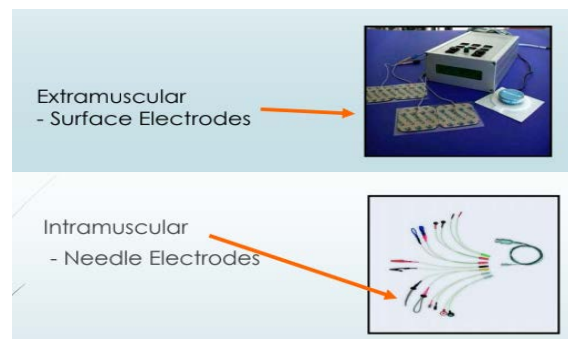 Extramuscular
- Surface Electrodes
Intramuscular
- Needle Electrodes